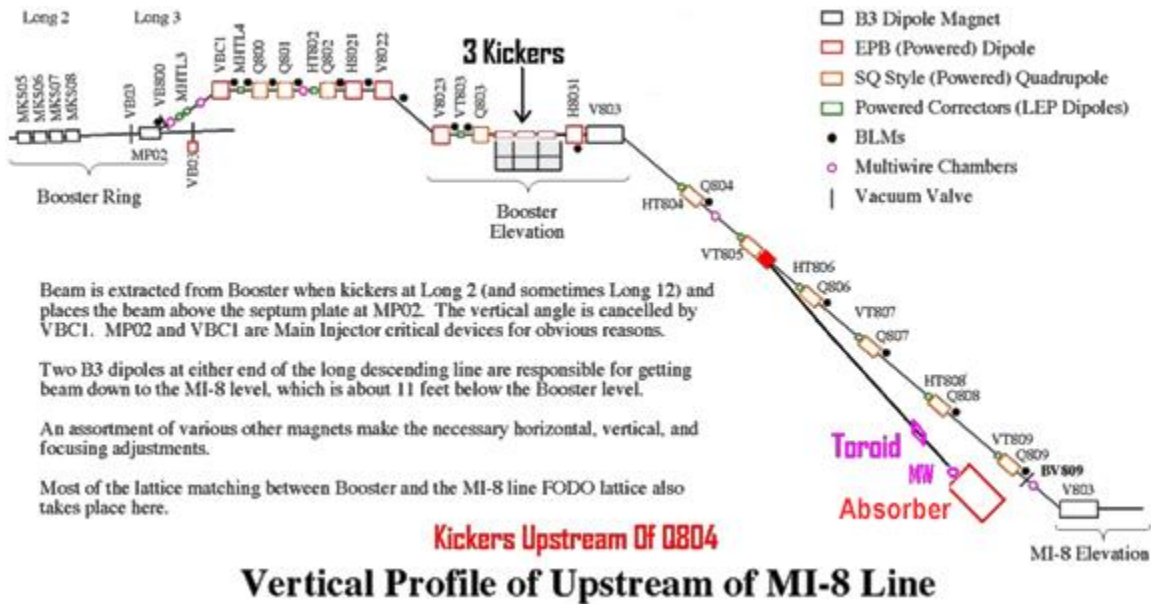 Long 2
Long 3
MKS05
MKS06
MKS07
MKS08
VB03
VB800
MHTL3
MP02
VB03
Booster Ring
VBC1
MHTL4
Q800
Q801
HT802
Q802
H8021
V8022
3 Kickers
V8023
VT803
Q803
H8031
V803
Booster
Elevation
B3 Dipole Magnet
EPB (Powered) Dipole
SQ Style (Powered) Quadrupole
Powered Correctors (LEP Dipoles)
BLMs
Multiwire Chambers
Vacuum Valve
HT804
Q804
VT805
HT806
Q806
VT807
Q807
HT808
Q808
VT809
Q809
BV809
V803
MI-8 Elevation
Toroid
MW
Absorber
Beam is extracted from Booster when kickers at Long 2 (and sometimes Long 12) and
places the beam above the septum plate at MP02. The vertical angle is cancelled by
VBC1. MP02 and VBC1 are Main Injector critical devices for obvious reasons.
Two B3 dipoles at either end of the long descending line are responsible for getting
beam down to the MI-8 level, which is about 11 feet below the Booster level.
An assortment of various other magnets make the necessary horizontal, vertical, and
focusing adjustments.
Most of the lattice matching between Booster and the MI-8 line FODO lattice also
takes place here.
Kickers Upstream Of Q804
Vertical Profile of Upstream of MI-8 Line